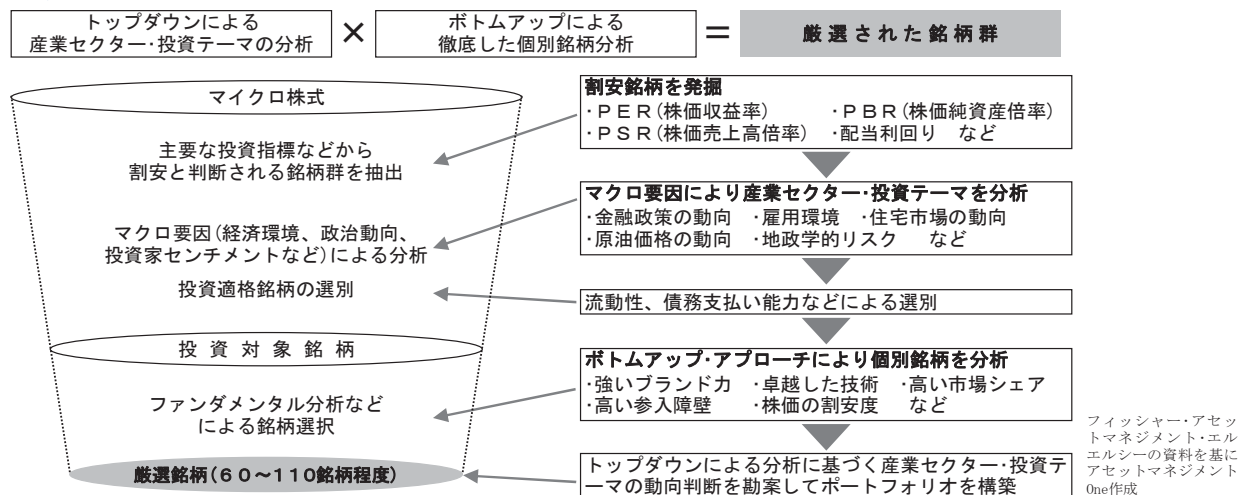 トップダウンによる
産業セクター･投資テーマの分析
×
ボトムアップによる
徹底した個別銘柄分析
＝
厳選された銘柄群
マイクロ株式
主要な投資指標などから
割安と判断される銘柄群を抽出
マクロ要因(経済環境、政治動向、
投資家センチメントなど)による分析
投資適格銘柄の選別
投資対象銘柄
ファンダメンタル分析など
による銘柄選択
厳選銘柄(６０～１１０銘柄程度)
割安銘柄を発掘
･ＰＥＲ(株価収益率) ･ＰＢＲ(株価純資産倍率)
･ＰＳＲ(株価売上高倍率) ･配当利回り など
マクロ要因により産業セクター･投資テーマを分析
･金融政策の動向 ･雇用環境 ･住宅市場の動向
･原油価格の動向 ･地政学的リスク など
流動性、債務支払い能力などによる選別
ボトムアップ･アプローチにより個別銘柄を分析
･強いブランド力 ･卓越した技術 ･高い市場シェア
･高い参入障壁 ･株価の割安度 など
トップダウンによる分析に基づく産業セクター･投資テ
ーマの動向判断を勘案してポートフォリオを構築
フィッシャー･アセッ
トマネジメント･エル
エルシーの資料を基に
アセットマネジメント
One作成